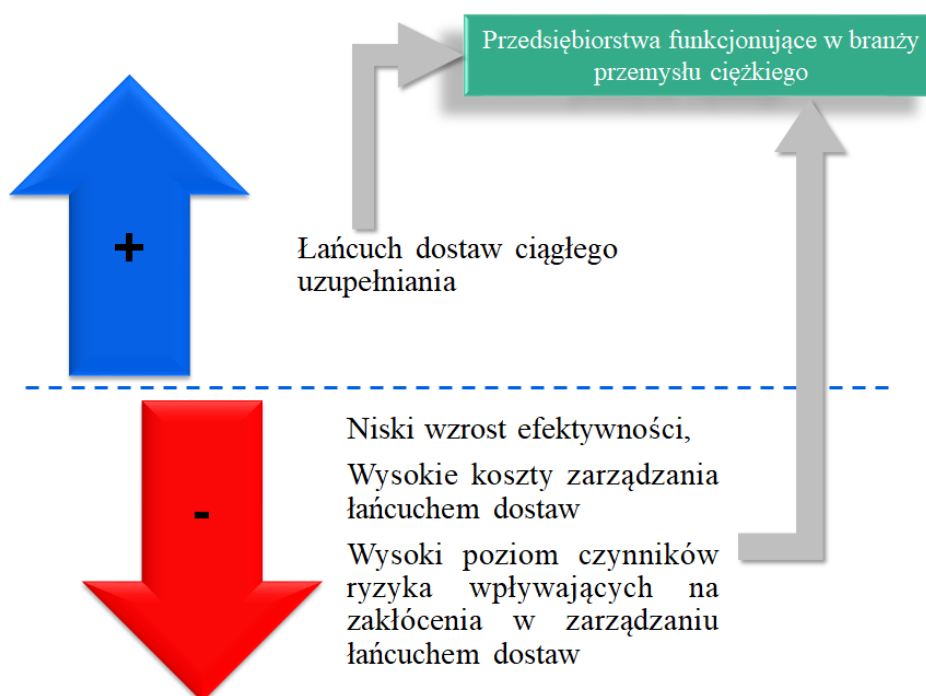 Przedsiębiorstwa funkcjonujące w branży
przemysłu ciężkiego
+
Łańcuch dostaw ciągłego
uzupełniania
Niski wzrost efektywności,
Wysokie koszty zarządzania
łańcuchem dostaw
-
Wysoki poziom czynników
ryzyka wpływających na
zakłócenia w zarządzaniu
łańcuchem dostaw